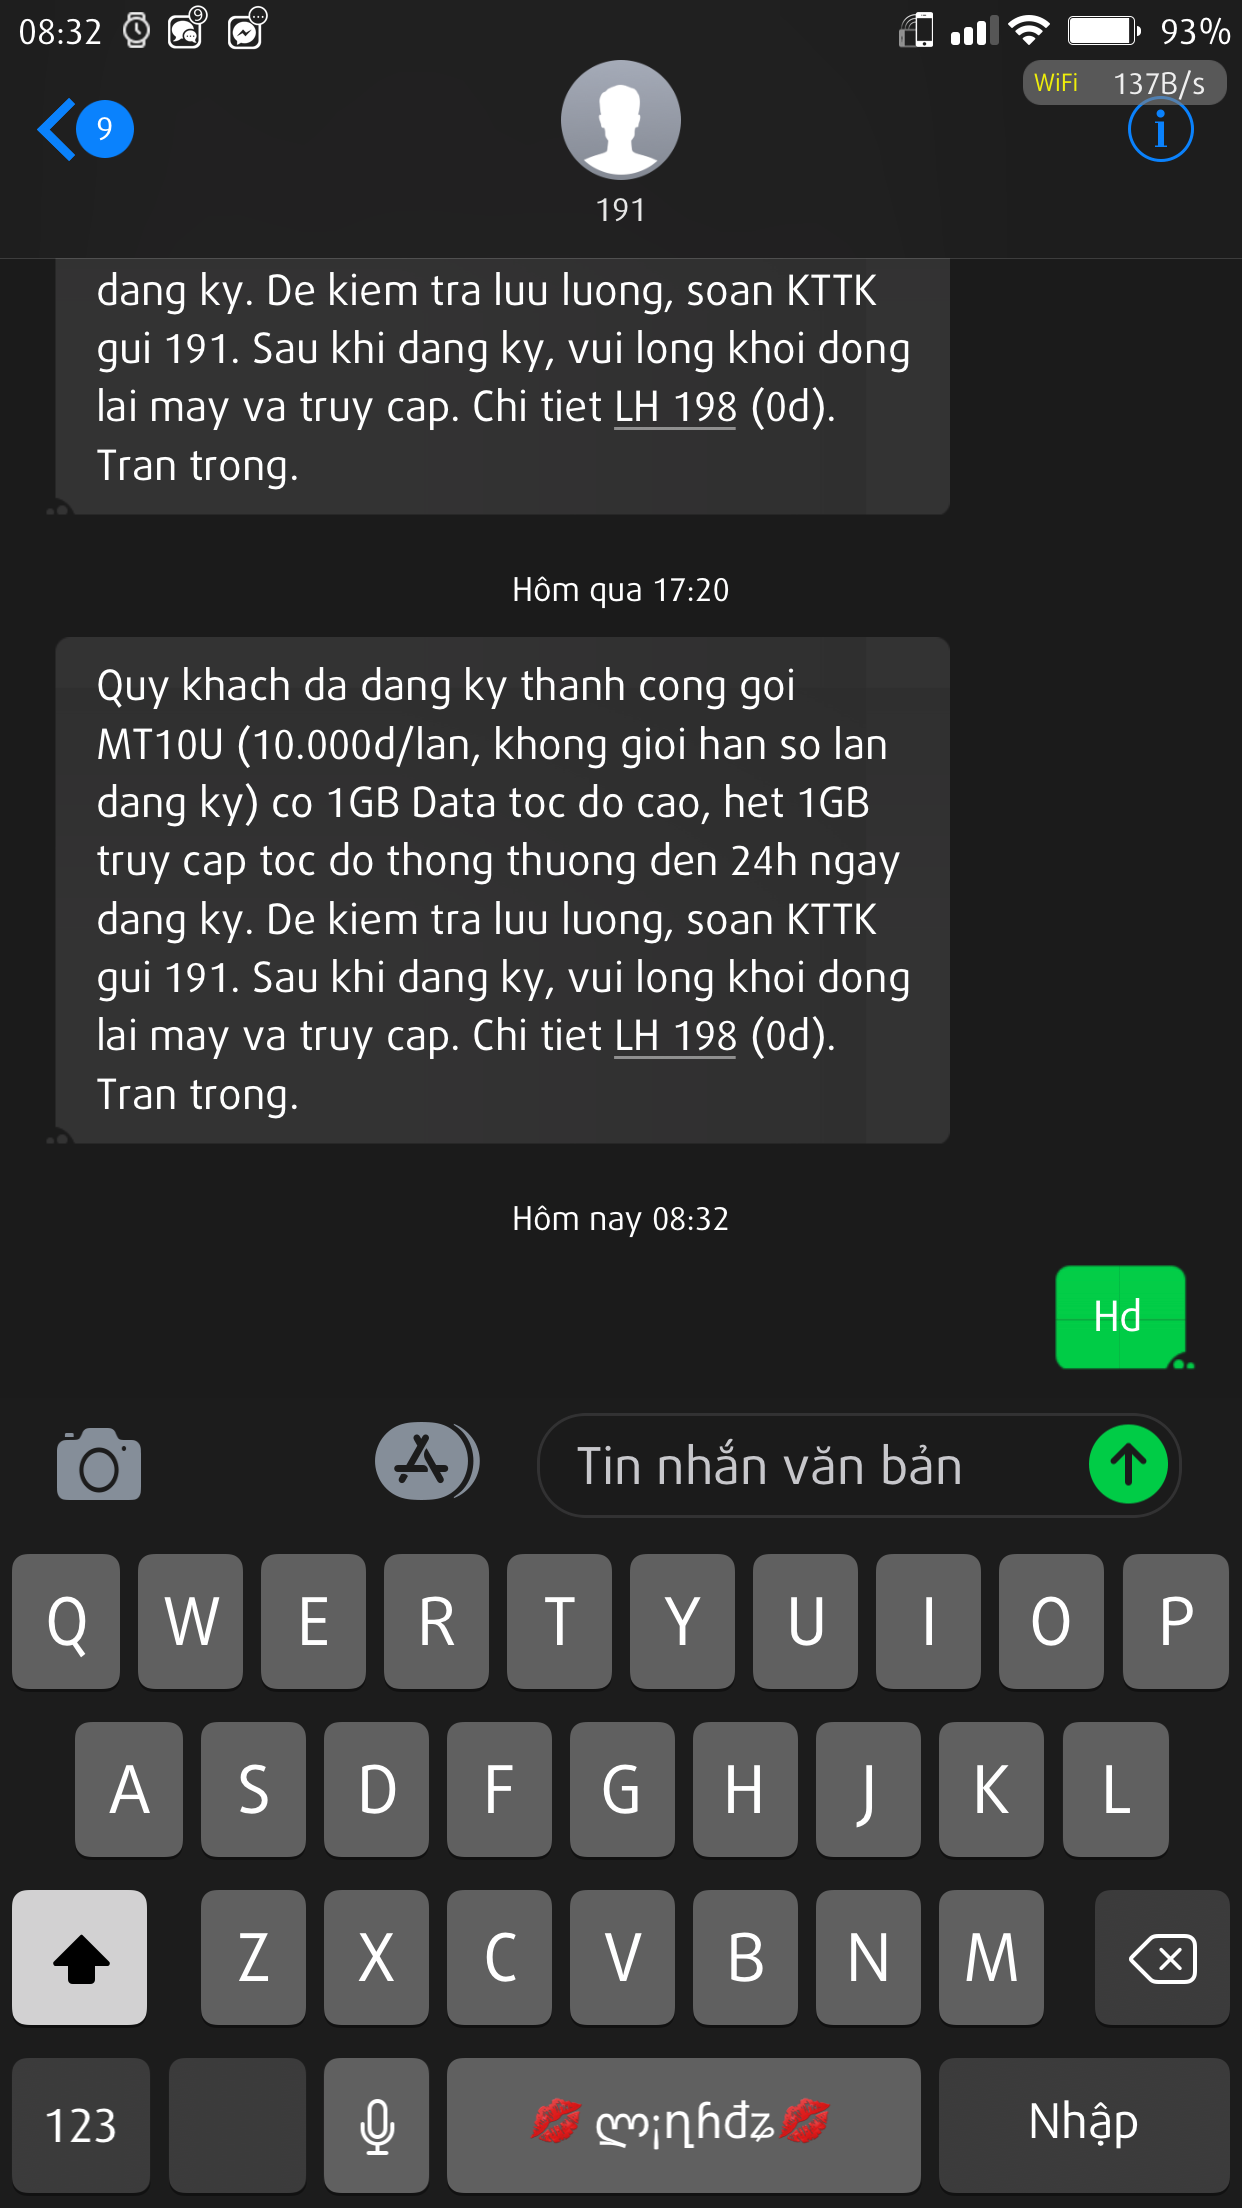 08:32 9 93%
WiFi 137B/s
9
191
dang ky. De kiem tra luu luong, soan KTTK
gui 191. Sau khi dang ky, vui long khoi dong
lai may va truy cap. Chi tiet LH 198 (0d).
Tran trong.
Hôm qua 17:20
Quy khach da dang ky thanh cong goi
MT10U (10.000d/lan, khong gioi han so lan
dang ky) co 1GB Data toc do cao, het 1GB
truy cap toc do thong thuong den 24h ngay
dang ky. De kiem tra luu luong, soan KTTK
gui 191. Sau khi dang ky, vui long khoi dong
lai may va truy cap. Chi tiet LH 198 (0d).
Tran trong.
Hôm nay 08:32
Hd
Tin nhắn văn bản
Q W E R T Y U I O P
A S D F G H J K L
Z X C V B N M
123 Nhập